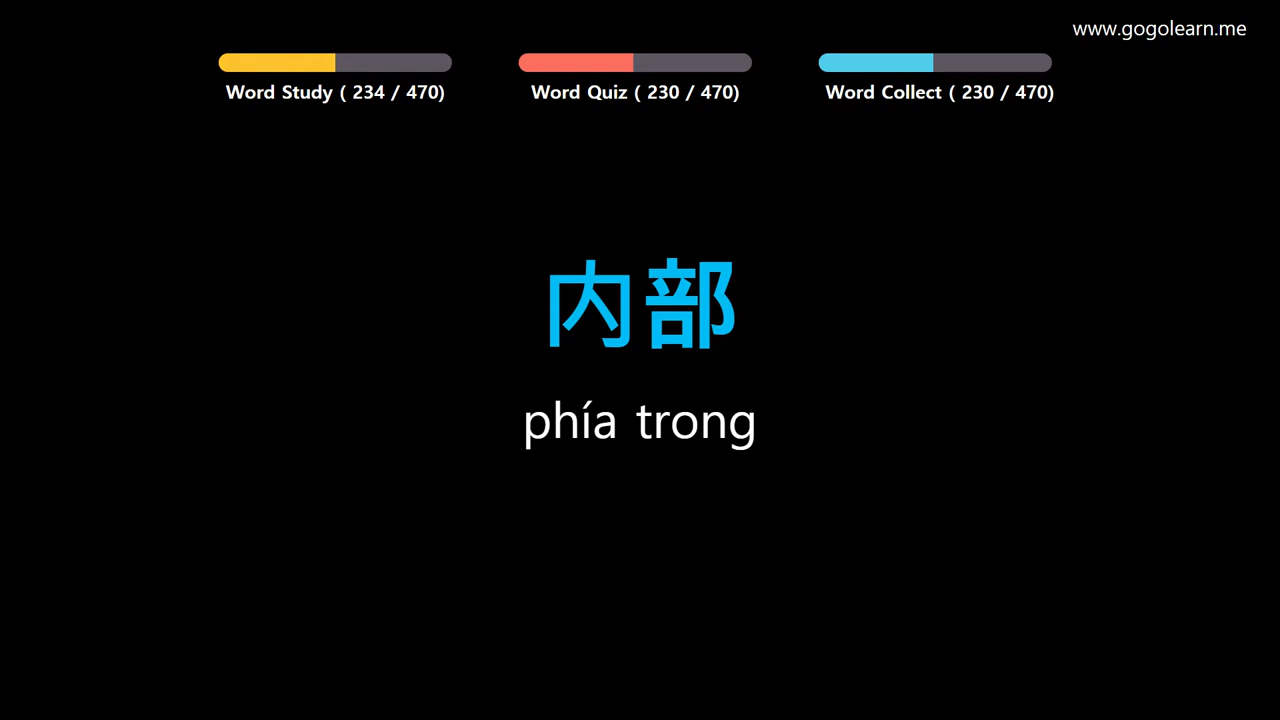 www.gogolearn.me
Word Study ( 234 / 470)
Word Quiz ( 230 / 470)
Word Collect ( 230 / 470)
内部
phía trong